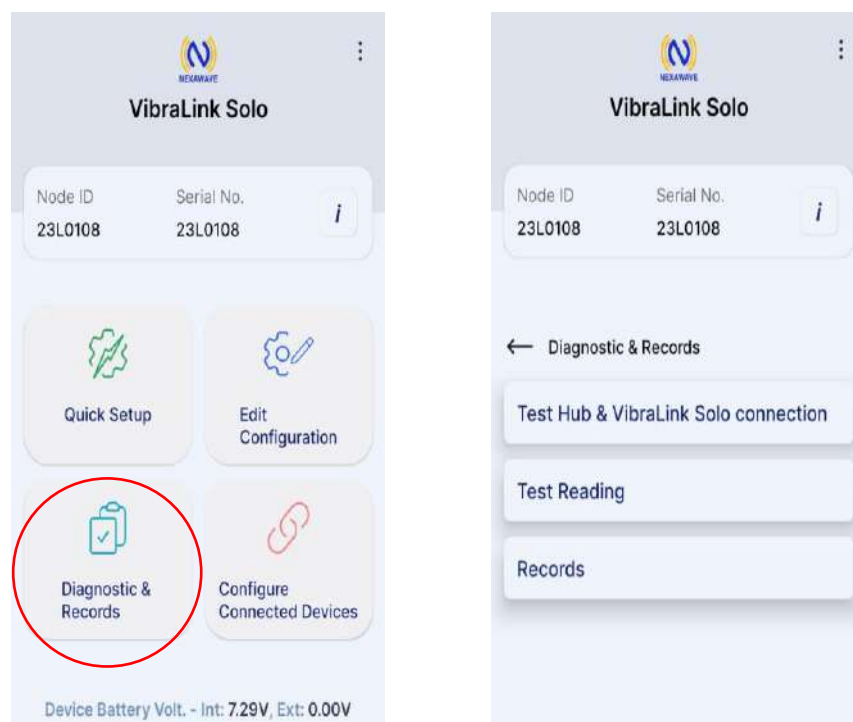 NEXAWAVE
VibraLink Solo
Node ID Serial No.
23L0108 23L0108 i
Quick Setup
Edit
Configuration
Diagnostic &
Records
Configure
Connected Devices
Device Battery Volt. - Int: 7.29V, Ext: 0.00V
NEXAWAVE
VibraLink Solo
Node ID Serial No.
23L0108 23L0108 i
← Diagnostic & Records
Test Hub & VibraLink Solo connection
Test Reading
Records